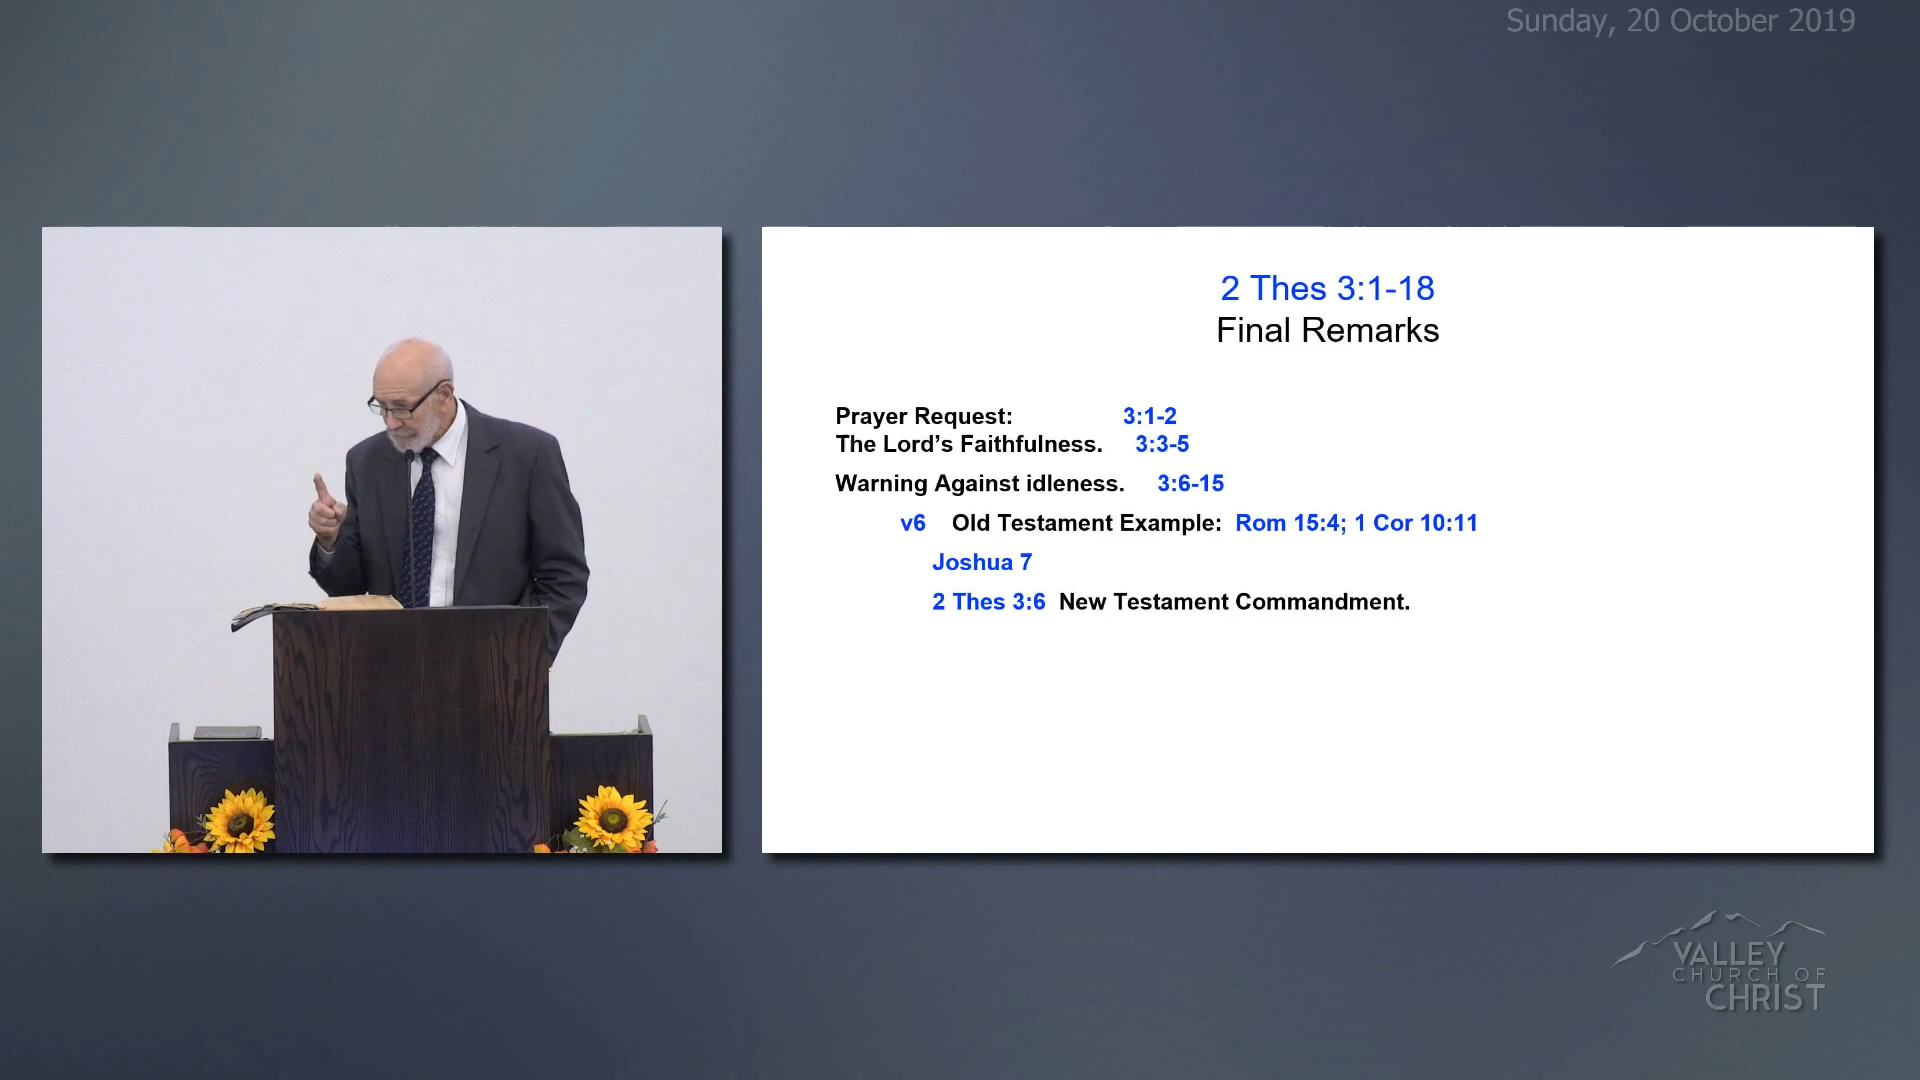 Sunday, 20 October 2019
2 Thes 3:1-18
Final Remarks
Prayer Request: 3:1-2
The Lord’s Faithfulness. 3:3-5
Warning Against idleness. 3:6-15
v6 Old Testament Example: Rom 15:4; 1 Cor 10:11
Joshua 7
2 Thes 3:6 New Testament Commandment.
VALLEY
CHURCH OF
CHRIST